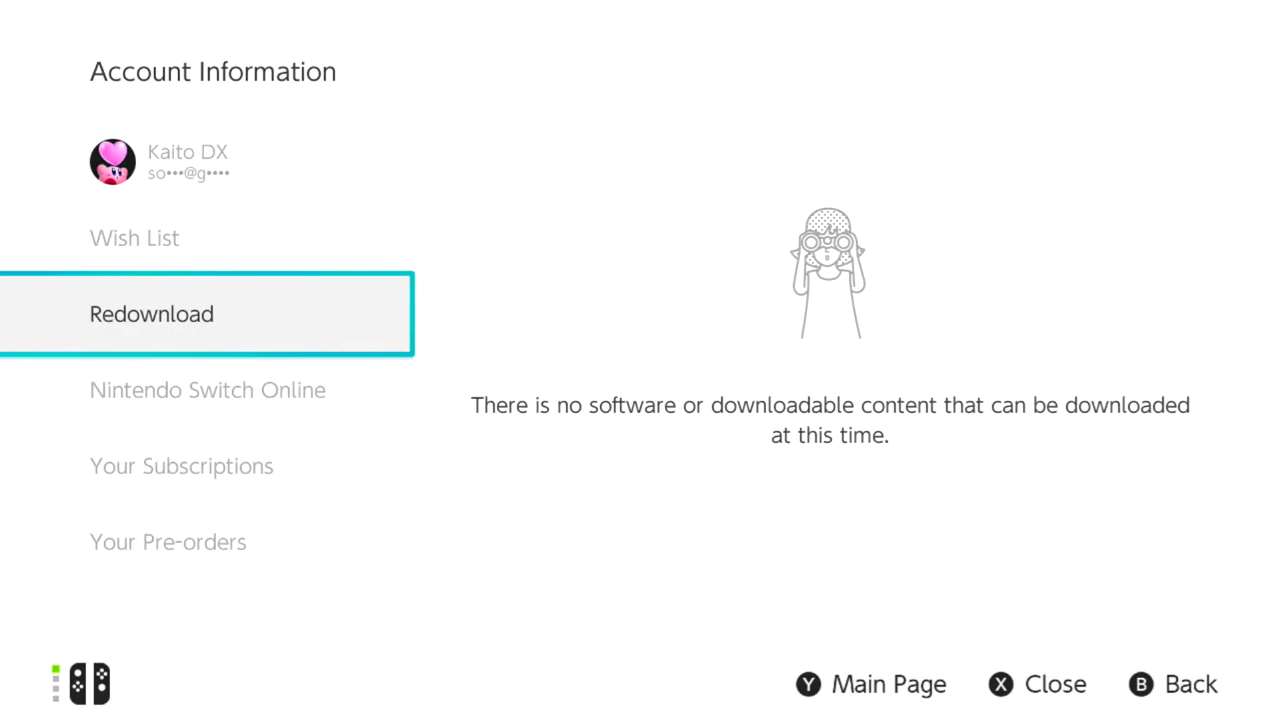 Account Information
Kaito DX
so•••@g••••
Wish List
Redownload
Nintendo Switch Online
Your Subscriptions
Your Pre-orders
There is no software or downloadable content that can be downloaded
at this time.
Y Main Page X Close B Back